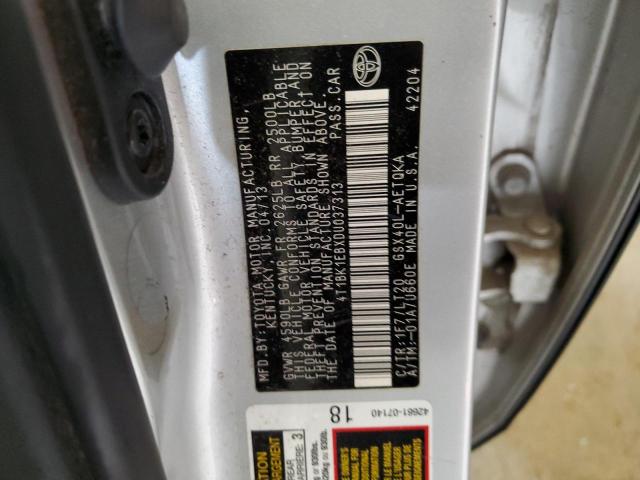 MFD. BY: TOYOTA MOTOR MANUFACTURING,
KENTUCKY, INC. 04/13
GVWR 4590LB GAWR FR 2625LB RR 2500LB
THIS VEHICLE CONFORMS TO ALL APPLICABLE
FEDERAL MOTOR VEHICLE SAFETY, BUMPER AND
THEFT PREVENTION STANDARDS IN EFFECT ON
THE DATE OF MANUFACTURE SHOWN ABOVE.
4T1BK1EBXDU037313 PASS.CAR
C/TR:1F7/LT20 GSX40L-AETQKA
A/TM:-01A/U660E MADE IN U.S.A. 42204
42661-07140
18
REAR
3